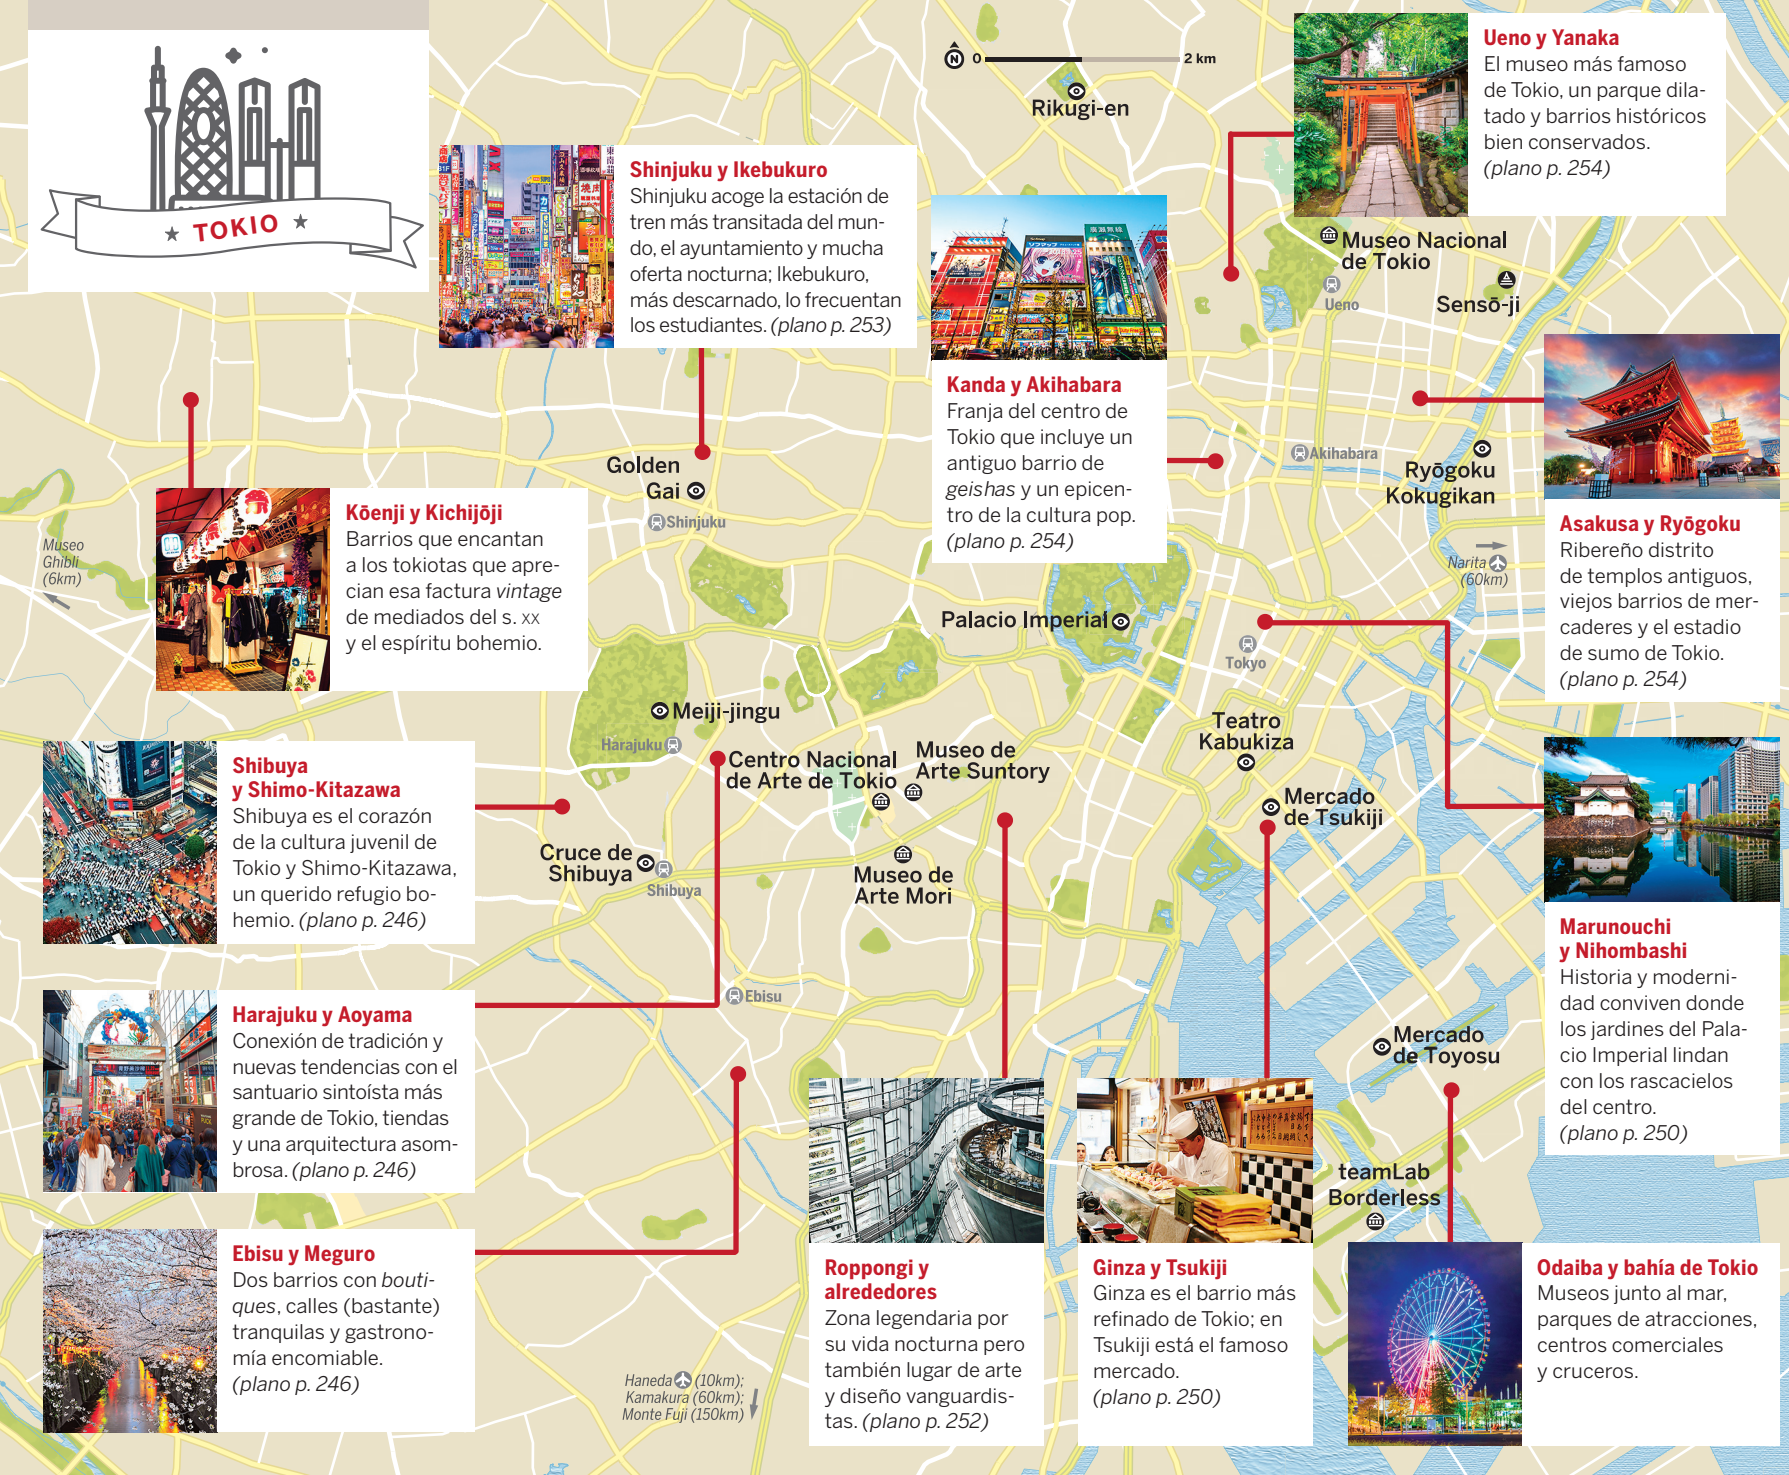 TOKIO
0 2 km
Rikugi-en
Ueno y Yanaka
El museo más famoso
de Tokio, un parque dila-
tado y barrios históricos
bien conservados.
(plano p. 254)
Shinjuku y Ikebukuro
Shinjuku acoge la estación de
tren más transitada del mun-
do, el ayuntamiento y mucha
oferta nocturna; Ikebukuro,
más descarnado, lo frecuentan
los estudiantes. (plano p. 253)
Museo Nacional
de Tokio
Ueno
Sensō-ji
Kanda y Akihabara
Franja del centro de
Tokio que incluye un
antiguo barrio de
geishas y un epicen-
tro de la cultura pop.
(plano p. 254)
Akihabara
Ryōgoku
Kokugikan
Golden
Gai
Shinjuku
Kōenji y Kichijōji
Barrios que encantan
a los tokiotas que apre-
cian esa factura vintage
de mediados del s. XX
y el espíritu bohemio.
Museo
Ghibli
(6km)
Asakusa y Ryōgoku
Ribereño distrito
de templos antiguos,
viejos barrios de mer-
caderes y el estadio
de sumo de Tokio.
(plano p. 254)
Narita
(60km)
Palacio Imperial
Tokyo
Meiji-jingu
Harajuku
Centro Nacional
de Arte de Tokio
Museo de
Arte Suntory
Teatro
Kabukiza
Mercado
de Tsukiji
Shibuya
y Shimo-Kitazawa
Shibuya es el corazón
de la cultura juvenil de
Tokio y Shimo-Kitazawa,
un querido refugio bo-
hemio. (plano p. 246)
Cruce de
Shibuya
Shibuya
Museo de
Arte Mori
Marunouchi
y Nihombashi
Historia y moderni-
dad conviven donde
los jardines del Pala-
cio Imperial lindan
con los rascacielos
del centro.
(plano p. 250)
Harajuku y Aoyama
Conexión de tradición y
nuevas tendencias con el
santuario sintoísta más
grande de Tokio, tiendas
y una arquitectura asom-
brosa. (plano p. 246)
Ebisu
Mercado
de Toyosu
teamLab
Borderless
Ebisu y Meguro
Dos barrios con bouti-
ques, calles (bastante)
tranquilas y gastrono-
mía encomiable.
(plano p. 246)
Haneda (10km);
Kamakura (60km);
Monte Fuji (150km)
Roppongi y
alrededores
Zona legendaria por
su vida nocturna pero
también lugar de arte
y diseño vanguardis-
tas. (plano p. 252)
Ginza y Tsukiji
Ginza es el barrio más
refinado de Tokio; en
Tsukiji está el famoso
mercado.
(plano p. 250)
Odaiba y bahía de Tokio
Museos junto al mar,
parques de atracciones,
centros comerciales
y cruceros.